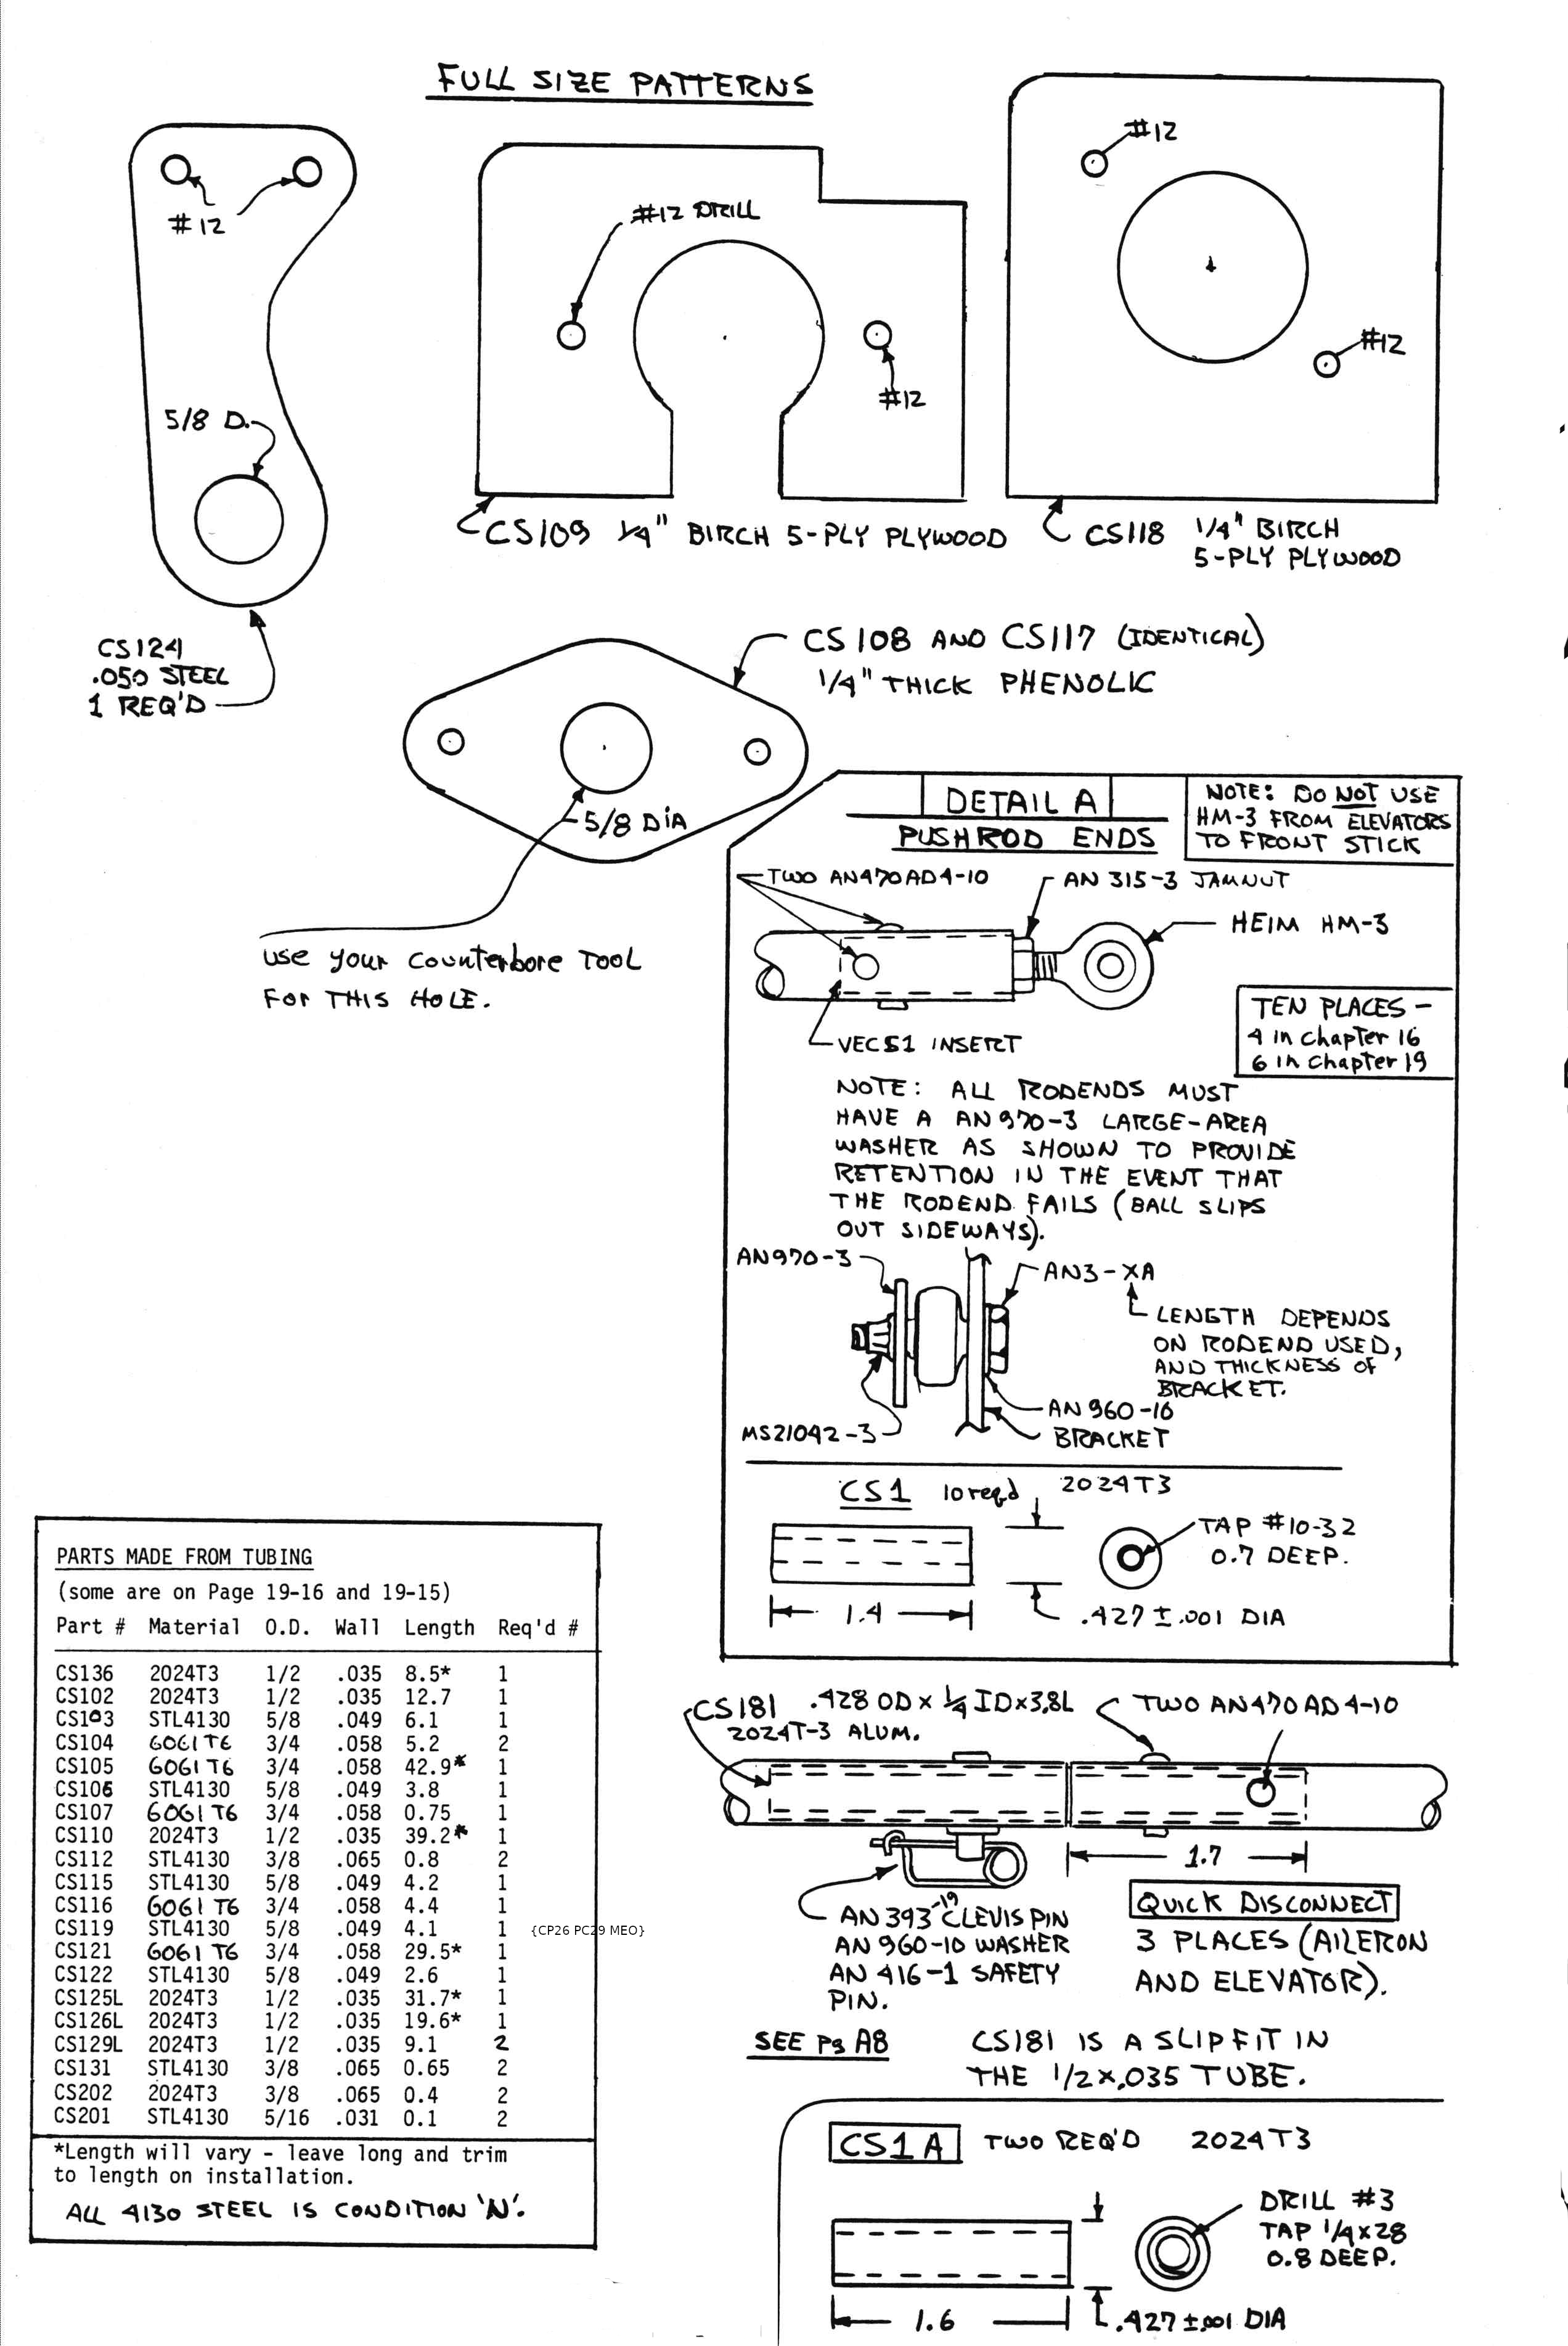 FULL SIZE PATTERNS
#12
#12 DRILL
#12
#12
#12
5/8 D.
CS109 1/4" BIRCH 5-PLY PLYWOOD
CS118 1/4" BIRCH
5-PLY PLYWOOD
CS124
.050 STEEL
1 REQ'D
CS108 AND CS117 (IDENTICAL)
1/4" THICK PHENOLIC
5/8 DIA
USE YOUR COUNTERBORE TOOL
FOR THIS HOLE.
DETAIL A
PUSHROD ENDS
NOTE: DO NOT USE
HM-3 FROM ELEVATORS
TO FRONT STICK
TWO AN470AD4-10
AN 315-3 JAMNUT
HEIM HM-3
VECS1 INSERT
TEN PLACES -
4 in Chapter 16
6 in Chapter 19
NOTE: ALL RODENDS MUST
HAVE A AN970-3 LARGE-AREA
WASHER AS SHOWN TO PROVIDE
RETENTION IN THE EVENT THAT
THE RODEND FAILS (BALL SLIPS
OUT SIDEWAYS).
AN970-3
AN3-XA
LENGTH DEPENDS
ON RODEND USED,
AND THICKNESS OF
BRACKET.
AN960-10
BRACKET
MS21042-3
CS1 10 req'd 2024T3
TAP #10-32
0.7 DEEP.
1.4
.427 ±.001 DIA
PARTS MADE FROM TUBING
(some are on Page 19-16 and 19-15)
Part # Material O.D. Wall Length Req'd #
CS136 2024T3 1/2 .035 8.5* 1
CS102 2024T3 1/2 .035 12.7 1
CS103 STL4130 5/8 .049 6.1 1
CS104 6061T6 3/4 .058 5.2 2
CS105 6061T6 3/4 .058 42.9* 1
CS106 STL4130 5/8 .049 3.8 1
CS107 6061T6 3/4 .058 0.75 1
CS110 2024T3 1/2 .035 39.2* 1
CS112 STL4130 3/8 .065 0.8 2
CS115 STL4130 5/8 .049 4.2 1
CS116 6061T6 3/4 .058 4.4 1
CS119 STL4130 5/8 .049 4.1 1 {CP26 PC29 MEO}
CS121 6061T6 3/4 .058 29.5* 1
CS122 STL4130 5/8 .049 2.6 1
CS125L 2024T3 1/2 .035 31.7* 1
CS126L 2024T3 1/2 .035 19.6* 1
CS129L 2024T3 1/2 .035 9.1 2
CS131 STL4130 3/8 .065 0.65 2
CS202 2024T3 3/8 .065 0.4 2
CS201 STL4130 5/16 .031 0.1 2
*Length will vary - leave long and trim
to length on installation.
ALL 4130 STEEL IS CONDITION 'N'.
CS181 .428 OD x 1/4 ID x 3.8L
2024T-3 ALUM.
TWO AN470AD4-10
1.7
AN393-19 CLEVIS PIN
AN 960-10 WASHER
AN 416-1 SAFETY
PIN.
QUICK DISCONNECT
3 PLACES (AILERON
AND ELEVATOR).
SEE Pg A8
CS181 IS A SLIP FIT IN
THE 1/2x.035 TUBE.
CS1A TWO REQ'D 2024T3
DRILL #3
TAP 1/4x28
0.8 DEEP.
1.6
.427 ±.001 DIA